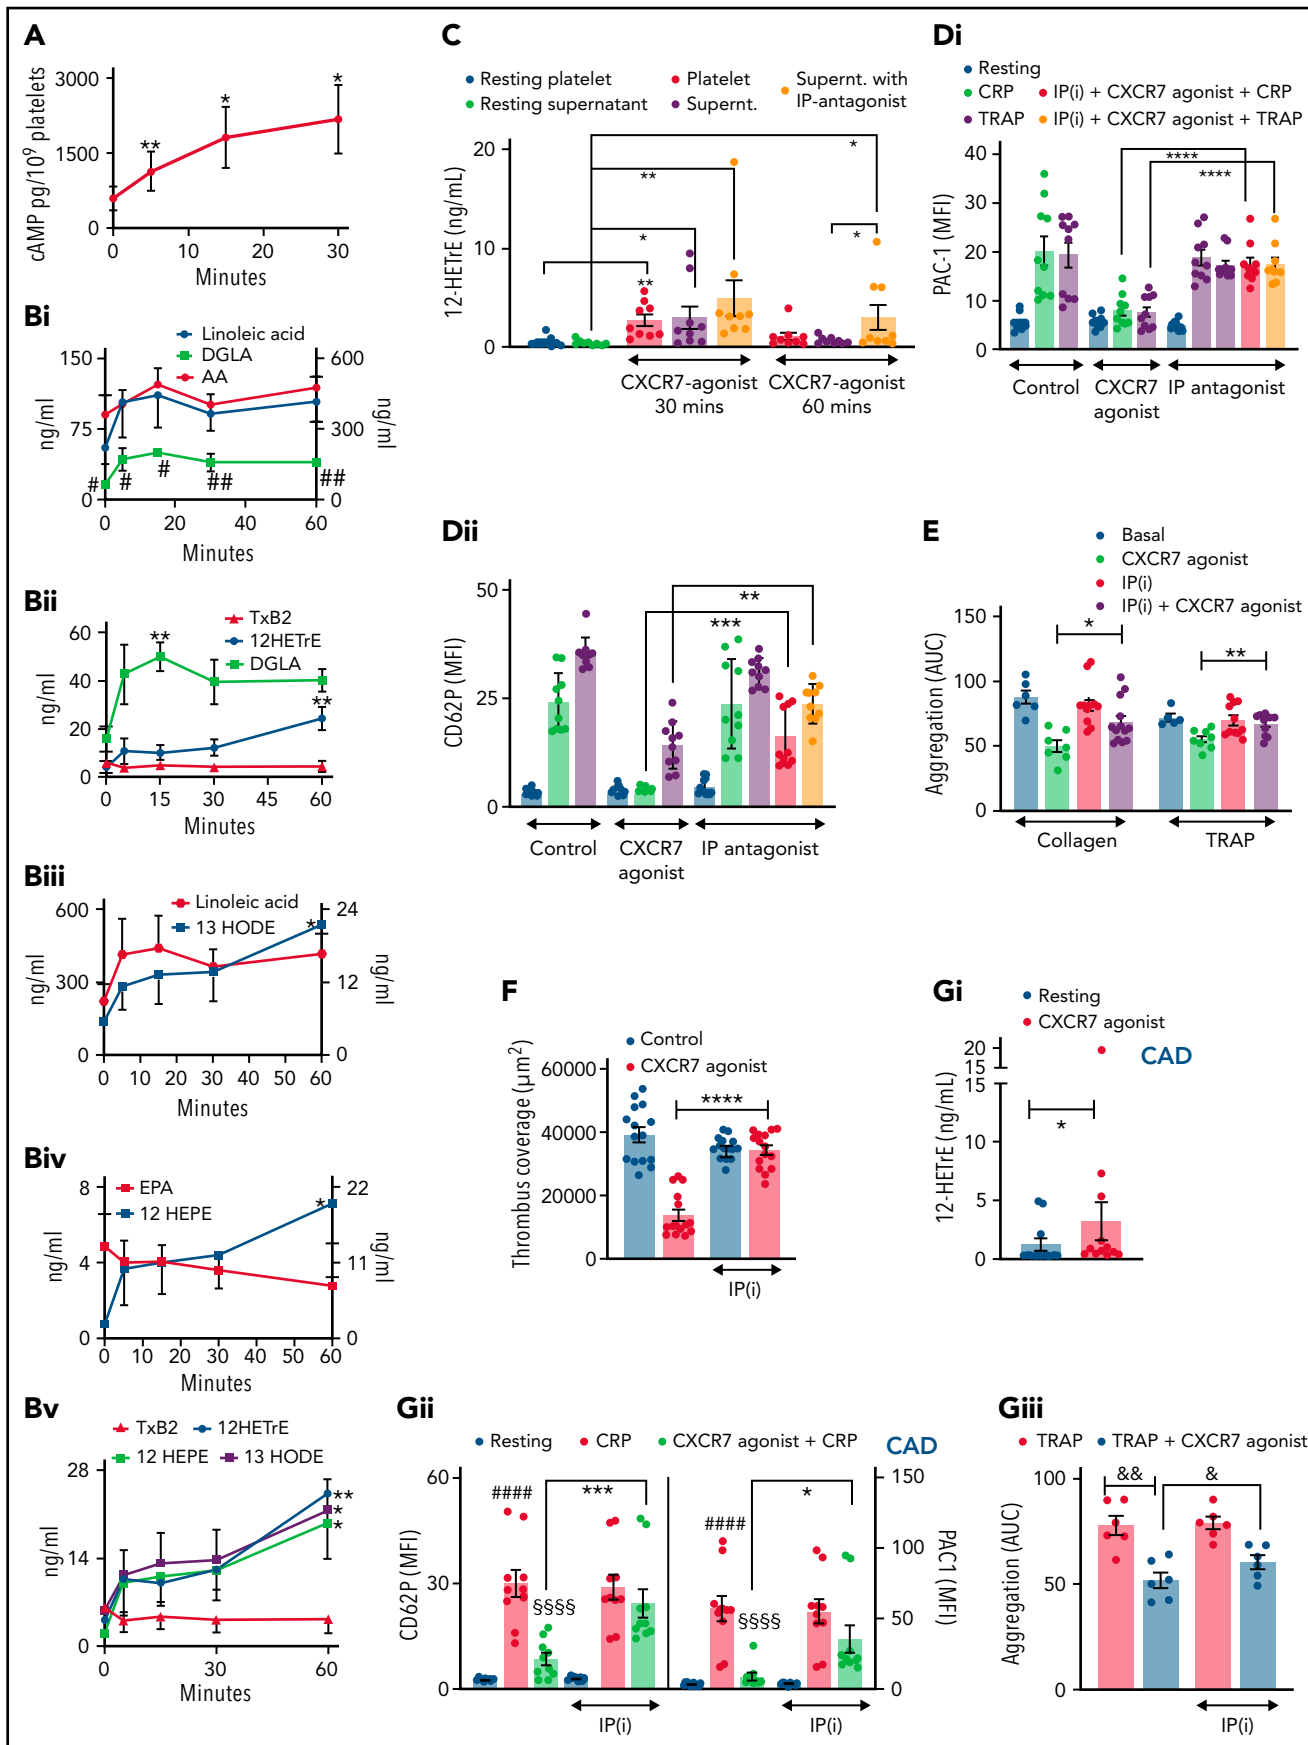 A
cAMP pg/10⁹ platelets
3000
1500
0
**
*
*
0 10 20 30
Minutes
Bi
Linoleic acid
DGLA
AA
ng/ml
150
75
0
600
300
0
ng/ml
#
#
#
##
##
0 20 40 60
Minutes
Bii
TxB2
12HETrE
DGLA
ng/ml
60
40
20
0
**
**
0 15 30 45 60
Minutes
Biii
Linoleic acid
13 HODE
ng/ml
600
300
0
24
12
0
ng/ml
*
0 10 20 30 40 50 60
Minutes
Biv
EPA
12 HEPE
ng/ml
8
4
0
22
11
0
ng/ml
*
0 10 20 30 40 50 60
Minutes
Bv
TxB2 12HETrE
12 HEPE 13 HODE
ng/ml
28
14
0
**
*
*
0 30 60
Minutes
C
Resting platelet
Resting supernatant
Platelet
Supernt.
Supernt. with
IP-antagonist
12-HETrE (ng/mL)
20
10
0
*
**
*
**
*
CXCR7-agonist
30 mins
CXCR7-agonist
60 mins
Di
Resting
CRP IP(i) + CXCR7 agonist + CRP
TRAP IP(i) + CXCR7 agonist + TRAP
PAC-1 (MFI)
40
30
20
10
0
****
****
Control
CXCR7
agonist
IP antagonist
Dii
CD62P (MFI)
50
25
0
**
***
Control
CXCR7
agonist
IP antagonist
E
Basal
CXCR7 agonist
IP(i)
IP(i) + CXCR7 agonist
Aggregation (AUC)
150
100
50
0
*
**
Collagen
TRAP
F
Control
CXCR7 agonist
Thrombus coverage (µm²)
60000
40000
20000
0
****
IP(i)
Gi
Resting
CXCR7 agonist
CAD
12-HETrE (ng/mL)
20
15
15
10
5
0
*
Gii
Resting CRP CXCR7 agonist + CRP
CAD
CD62P (MFI)
60
30
0
####
§§§§
***
IP(i)
####
§§§§
*
IP(i)
150
100
50
0
PAC1 (MFI)
Giii
TRAP TRAP + CXCR7 agonist
Aggregation (AUC)
100
50
0
&&
&
IP(i)